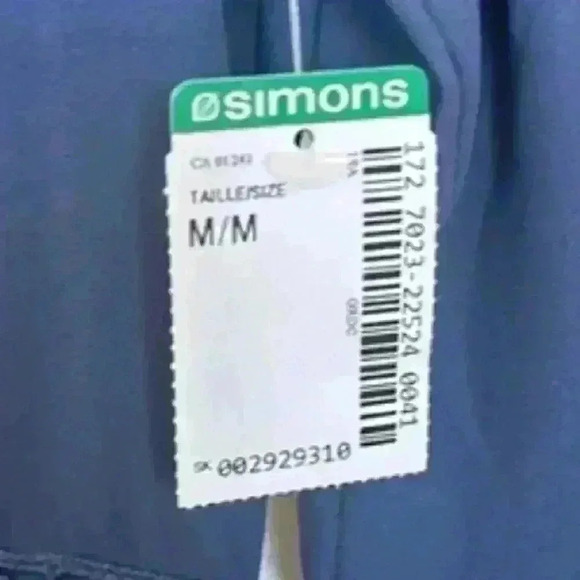 simons
TAILLE/SIZE
M/M
172 7023-22524 0041
SK 002929310